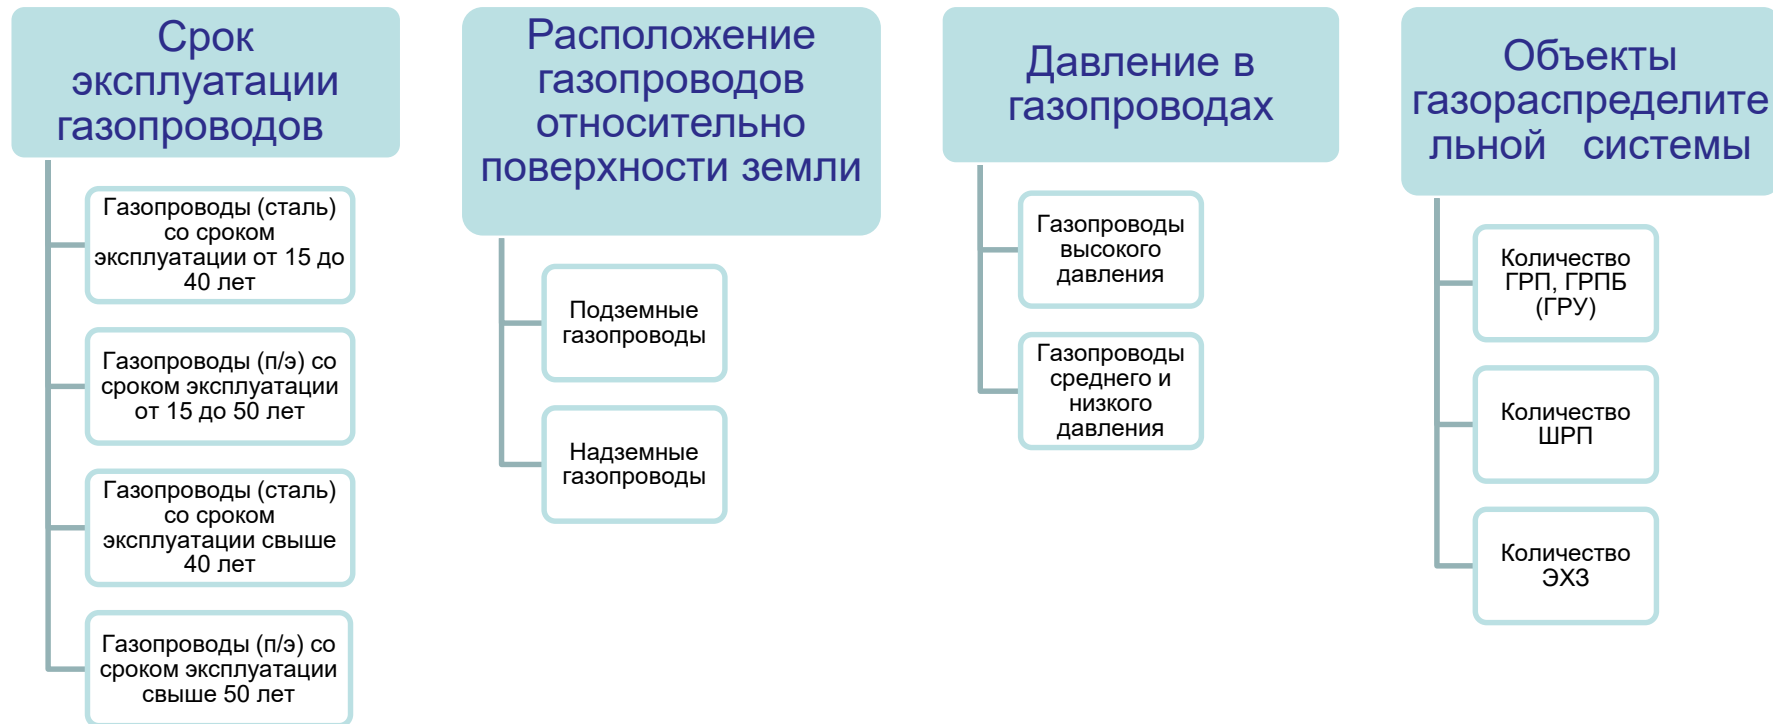 Срок
эксплуатации
газопроводов
Газопроводы (сталь)
со сроком
эксплуатации от 15 до
40 лет
Газопроводы (п/э) со
сроком эксплуатации
от 15 до 50 лет
Газопроводы (сталь)
со сроком
эксплуатации свыше
40 лет
Газопроводы (п/э) со
сроком эксплуатации
свыше 50 лет
Расположение
газопроводов
относительно
поверхности земли
Подземные
газопроводы
Надземные
газопроводы
Давление в
газопроводах
Газопроводы
высокого
давления
Газопроводы
среднего и
низкого
давления
Объекты
газораспределите
льной системы
Количество
ГРП, ГРПБ
(ГРУ)
Количество
ШРП
Количество
ЭХЗ